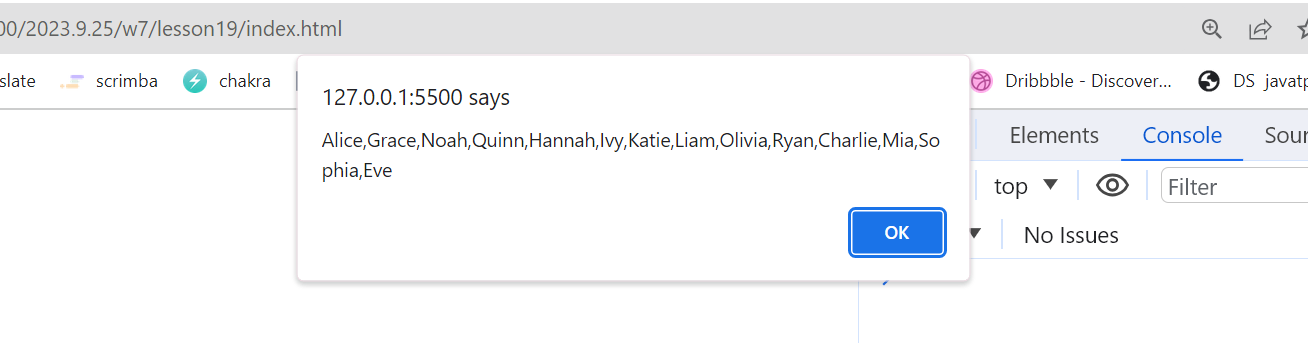 00/2023.9.25/w7/lesson19/index.html
slate scrimba chakra Dribbble - Discover... DS javatp
127.0.0.1:5500 says
Alice,Grace,Noah,Quinn,Hannah,Ivy,Katie,Liam,Olivia,Ryan,Charlie,Mia,So
phia,Eve
OK
Elements Console Sour
top Filter
No Issues